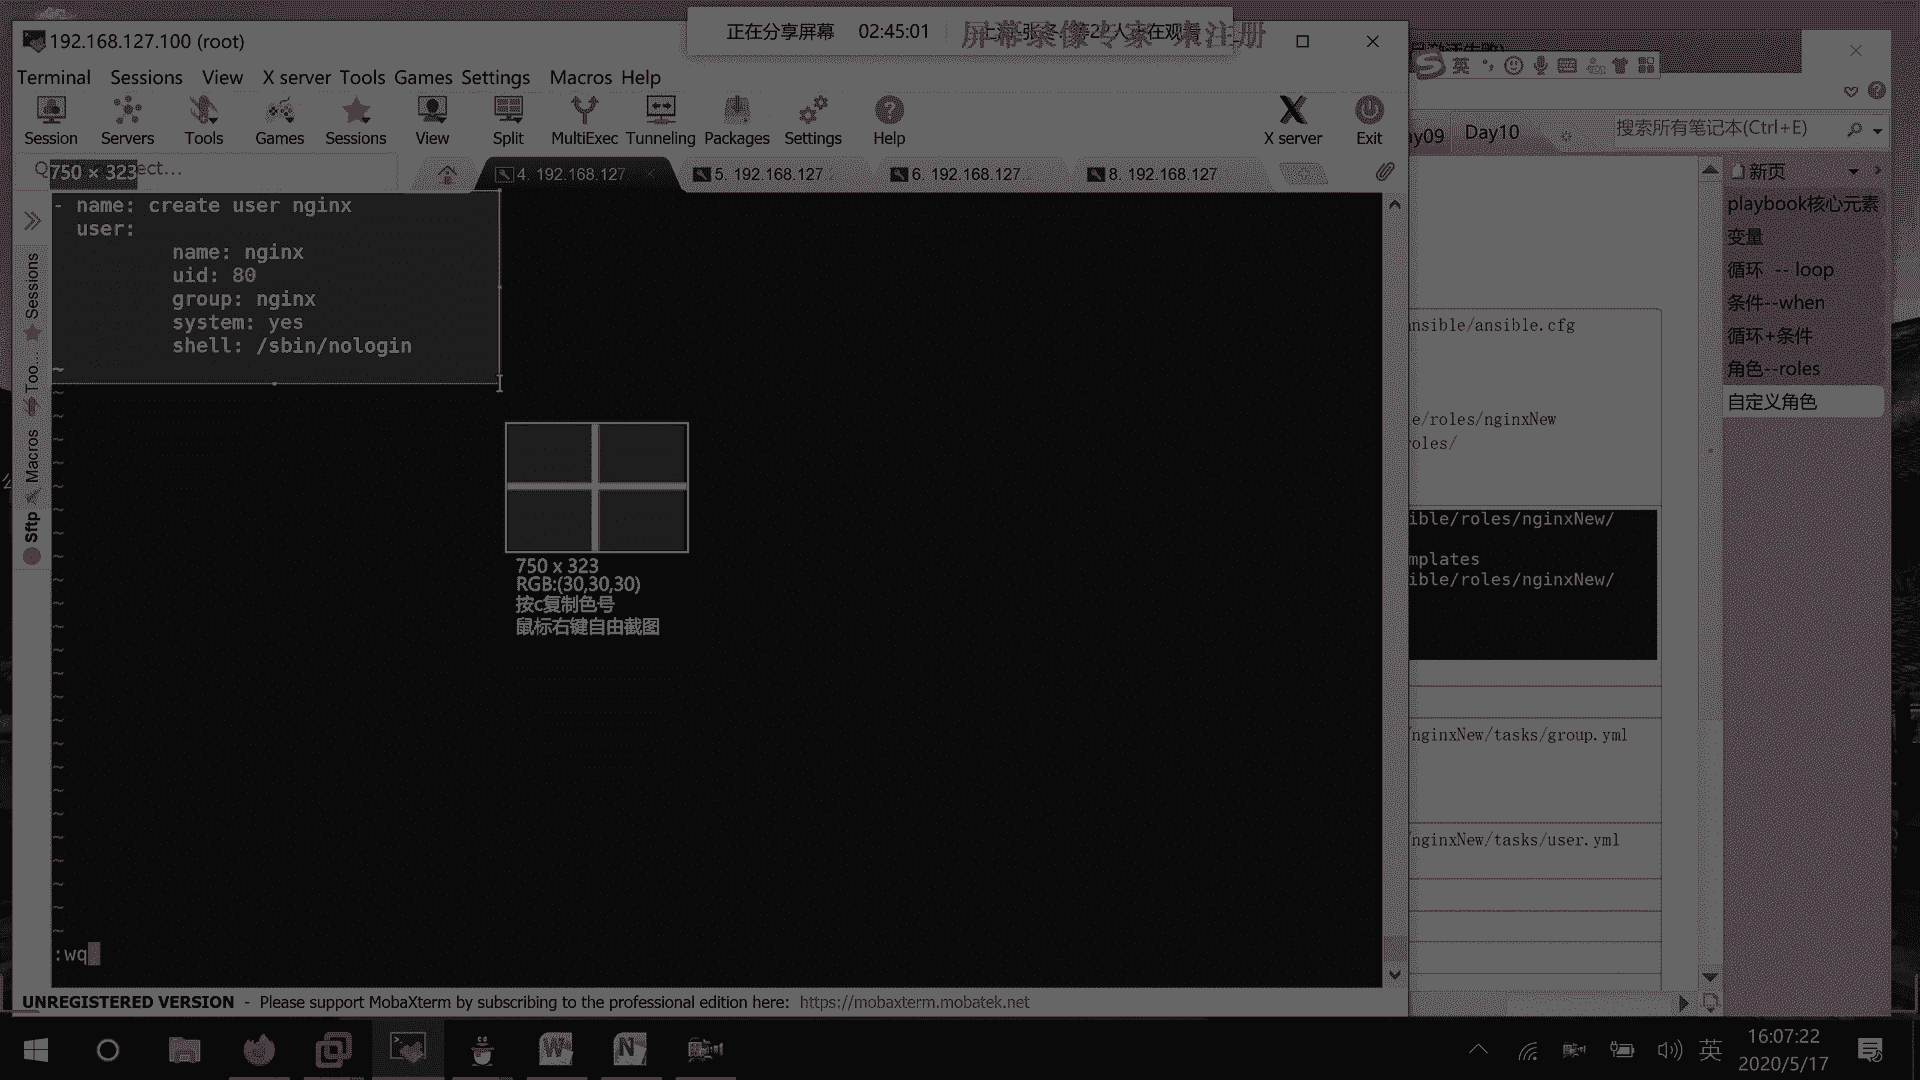 192.168.127.100 (root)
正在分享屏幕 02:45:01
屏幕录像专家 未注册
Terminal Sessions View X server Tools Games Settings Macros Help
Session Servers Tools Games Sessions View Split MultiExec Tunneling Packages Settings Help X server Exit
750 × 323
4. 192.168.127
5. 192.168.127
6. 192.168.127...
8. 192.168.127
- name: create user nginx
user:
name: nginx
uid: 80
group: nginx
system: yes
shell: /sbin/nologin
Sessions
Too...
Macros
Sftp
750 x 323
RGB:(30,30,30)
按c复制色号
鼠标右键自由截图
:wq
UNREGISTERED VERSION - Please support MobaXterm by subscribing to the professional edition here: https://mobaxterm.mobatek.net
英
Day10
搜索所有笔记本(Ctrl+E)
新页
playbook核心元素
变量
循环 -- loop
条件--when
循环+条件
角色--roles
自定义角色
nsible/ansible.cfg
e/roles/nginxNew
roles/
ible/roles/nginxNew/
mplates
ible/roles/nginxNew/
/nginxNew/tasks/group.yml
/nginxNew/tasks/user.yml
英
16:07:22
2020/5/17